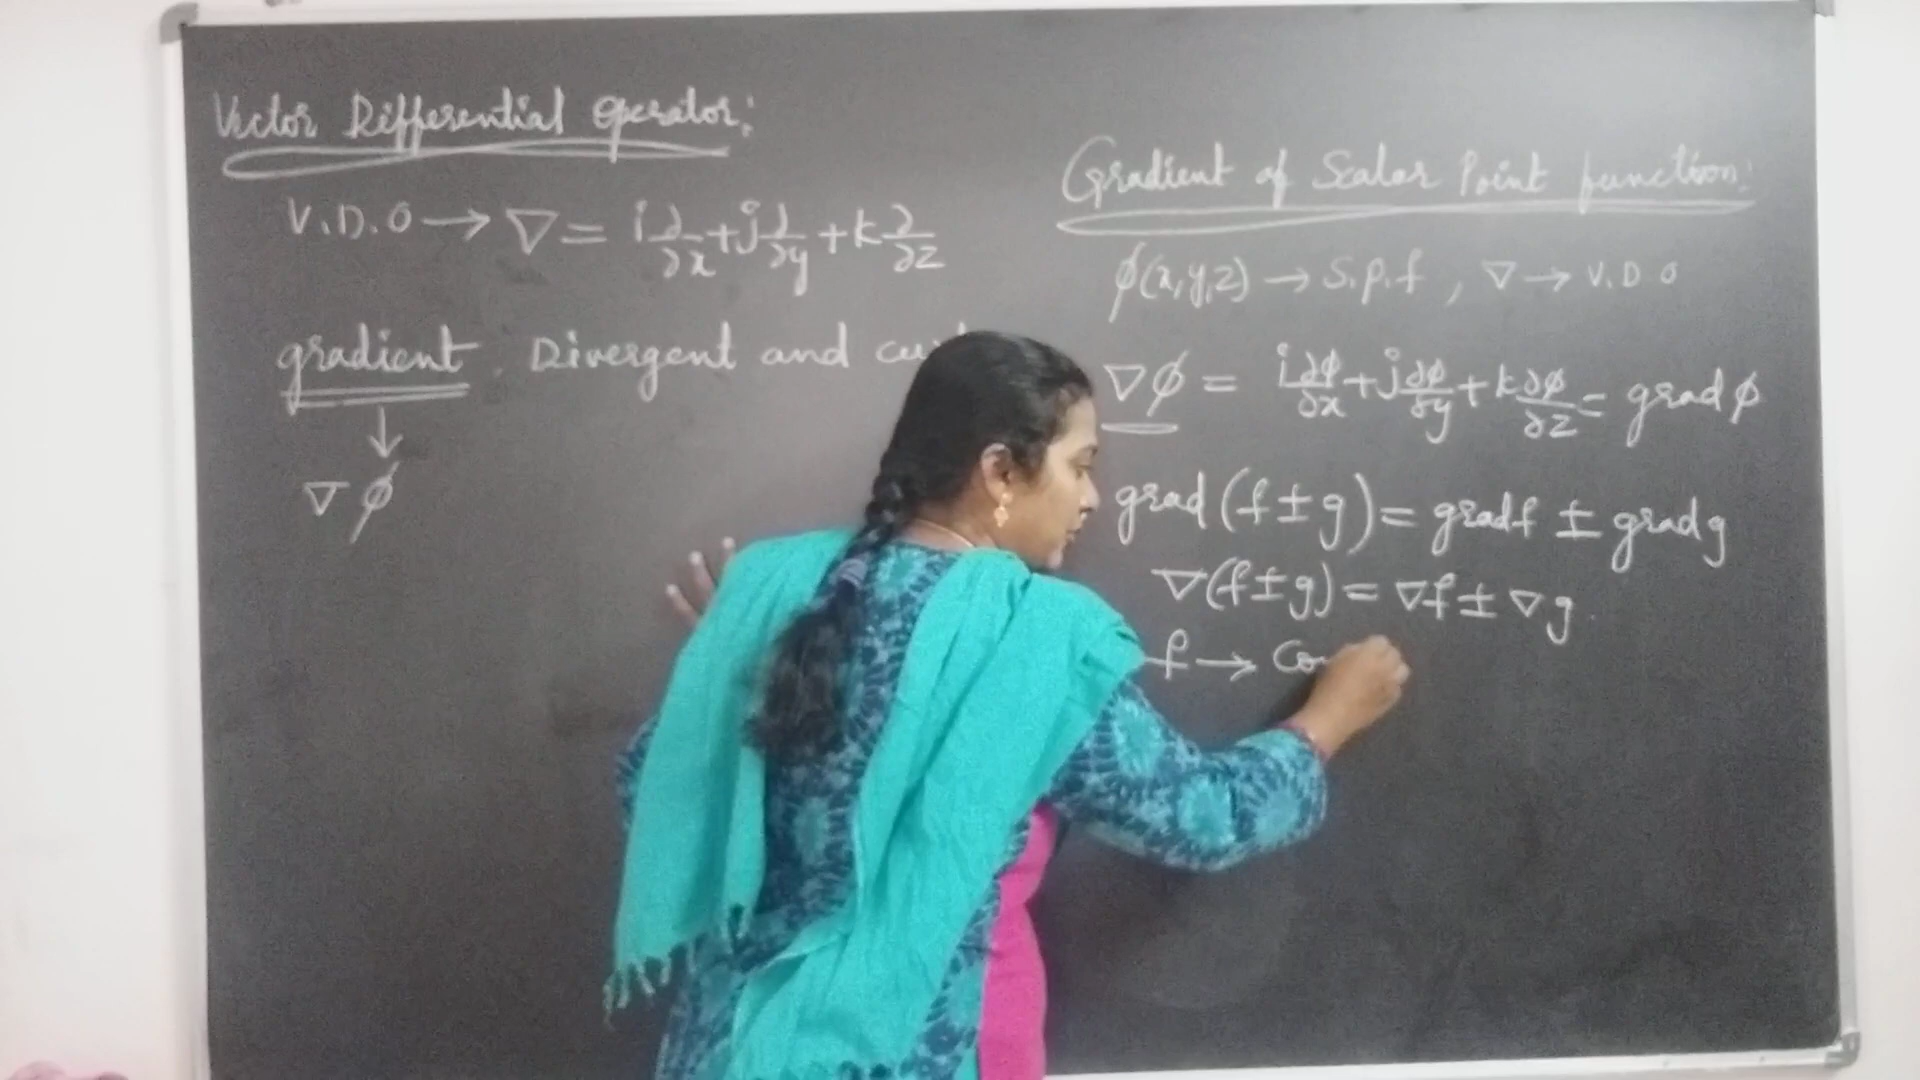 Vector Differential Operator:
V.D.O → ∇ = i ∂/∂x + j ∂/∂y + k ∂/∂z
gradient, Divergent and
↓
∇ϕ
Gradient of Scalar Point function:
ϕ(x,y,z) → S.p.f , ∇ → V.D.O
∇ϕ = i ∂ϕ/∂x + j ∂ϕ/∂y + k ∂ϕ/∂z = grad ϕ
grad (f ± g) = grad f ± grad g
∇(f ± g) = ∇f ± ∇g.
f →